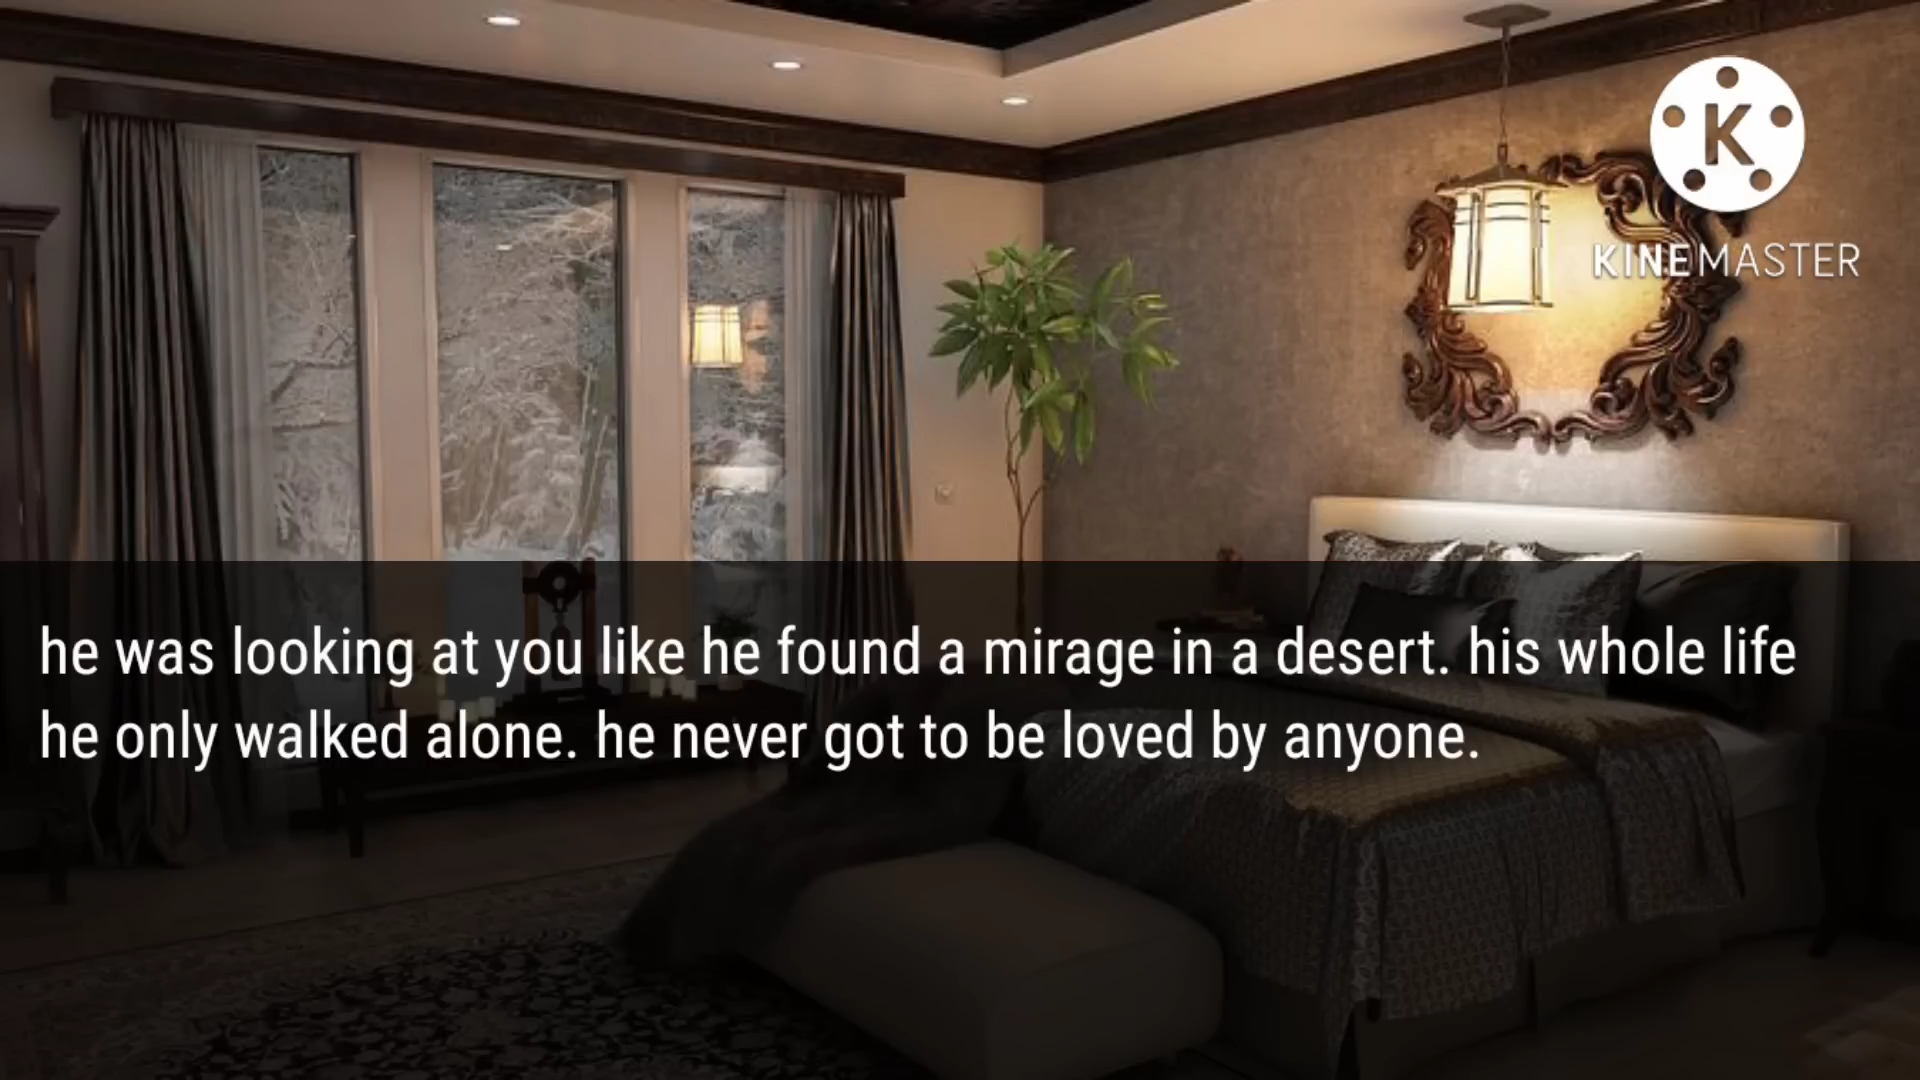 K
KINEMASTER
he was looking at you like he found a mirage in a desert. his whole life
he only walked alone. he never got to be loved by anyone.